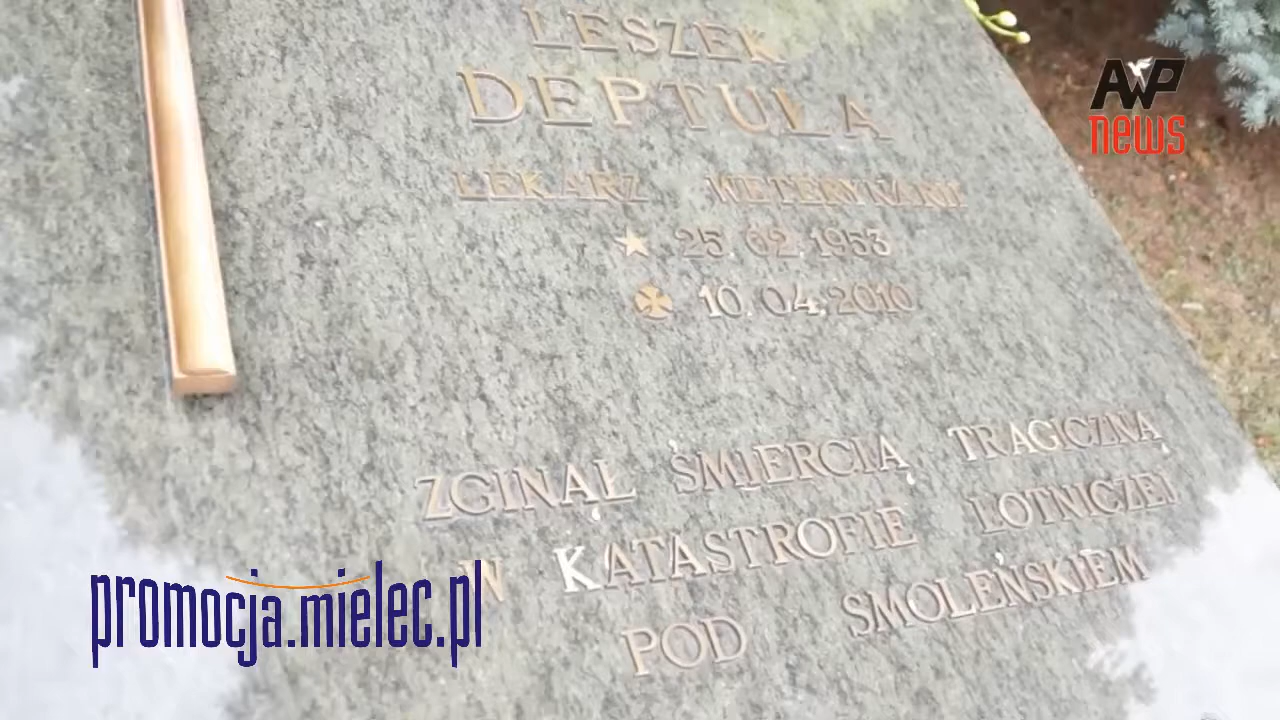 LESZEK
DEPTUŁA
LEKARZ WETERYNARII
25.02.1953
10.04.2010
ZGINĄŁ ŚMIERCIĄ TRAGICZNĄ
W KATASTROFIE LOTNICZEJ
POD SMOLEŃSKIEM
AWP
news
promocja.mielec.pl